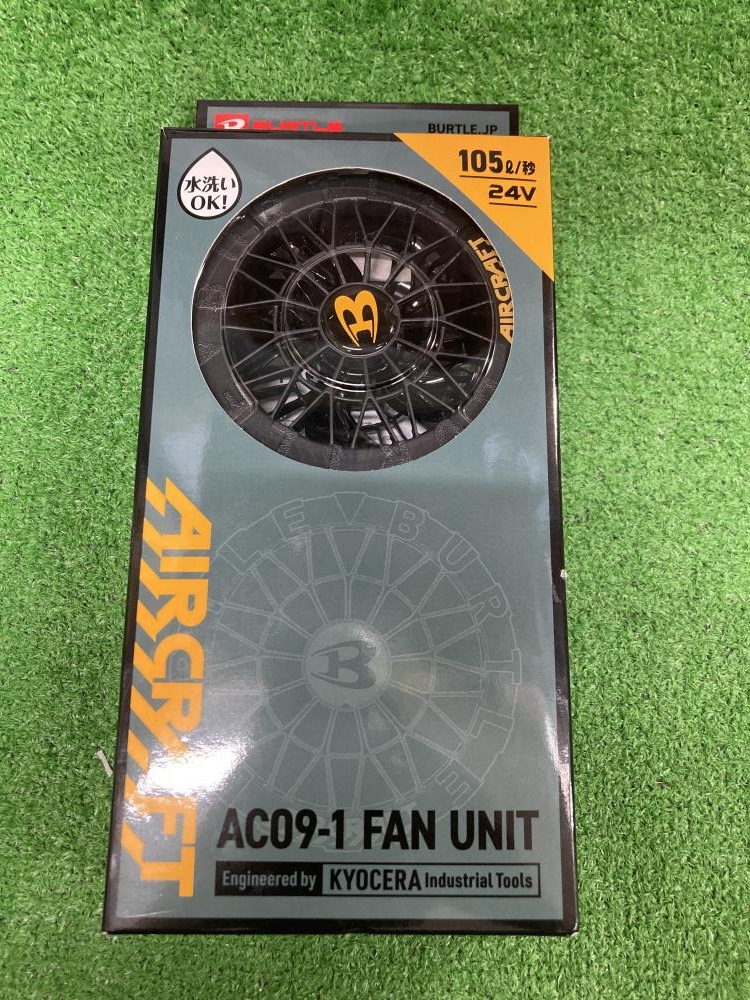 BURTLE
BURTLE.JP
水洗い
OK!
105ℓ/秒
24V
AIRCRAFT
B
BURTLE
B
AIRCRAFT
AC09-1 FAN UNIT
Engineered by KYOCERA Industrial Tools